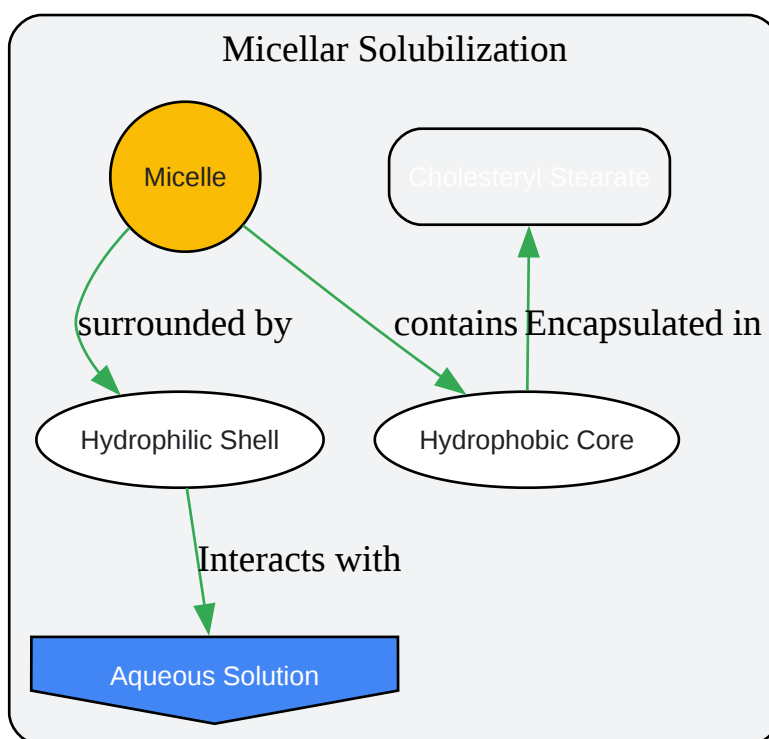 Micellar Solubilization
Micelle
Cholesteryl Stearate
surrounded by
contains
Encapsulated in
Hydrophilic Shell
Hydrophobic Core
Interacts with
Aqueous Solution